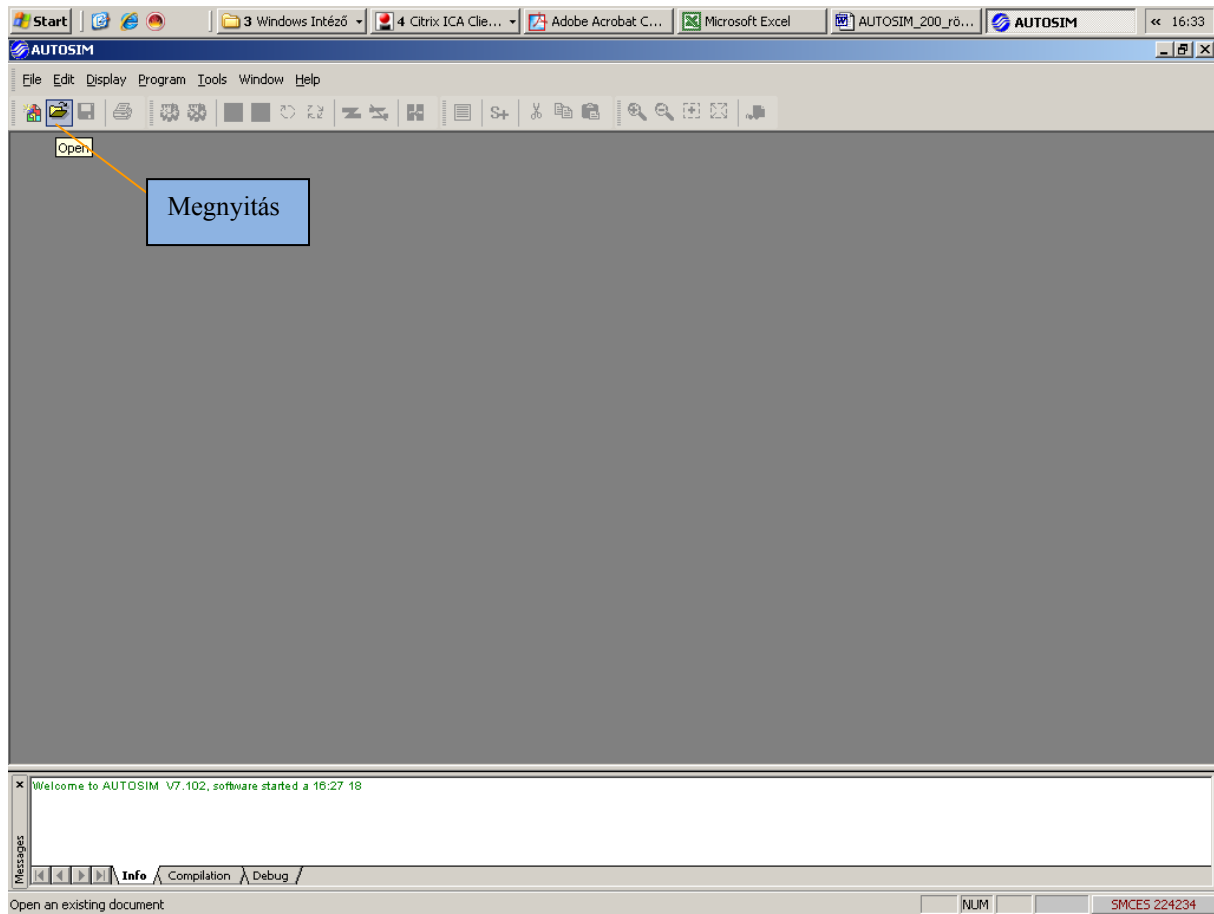 Start 3 Windows Intéző 4 Citrix ICA Clie... Adobe Acrobat C... Microsoft Excel AUTOSIM_200_rö... AUTOSIM « 16:33
AUTOSIM
File Edit Display Program Tools Window Help
S+
Open
Megnyitás
Welcome to AUTOSIM V7.102, software started a 16:27 18
Messages
Info Compilation Debug
Open an existing document NUM SMCES 224234